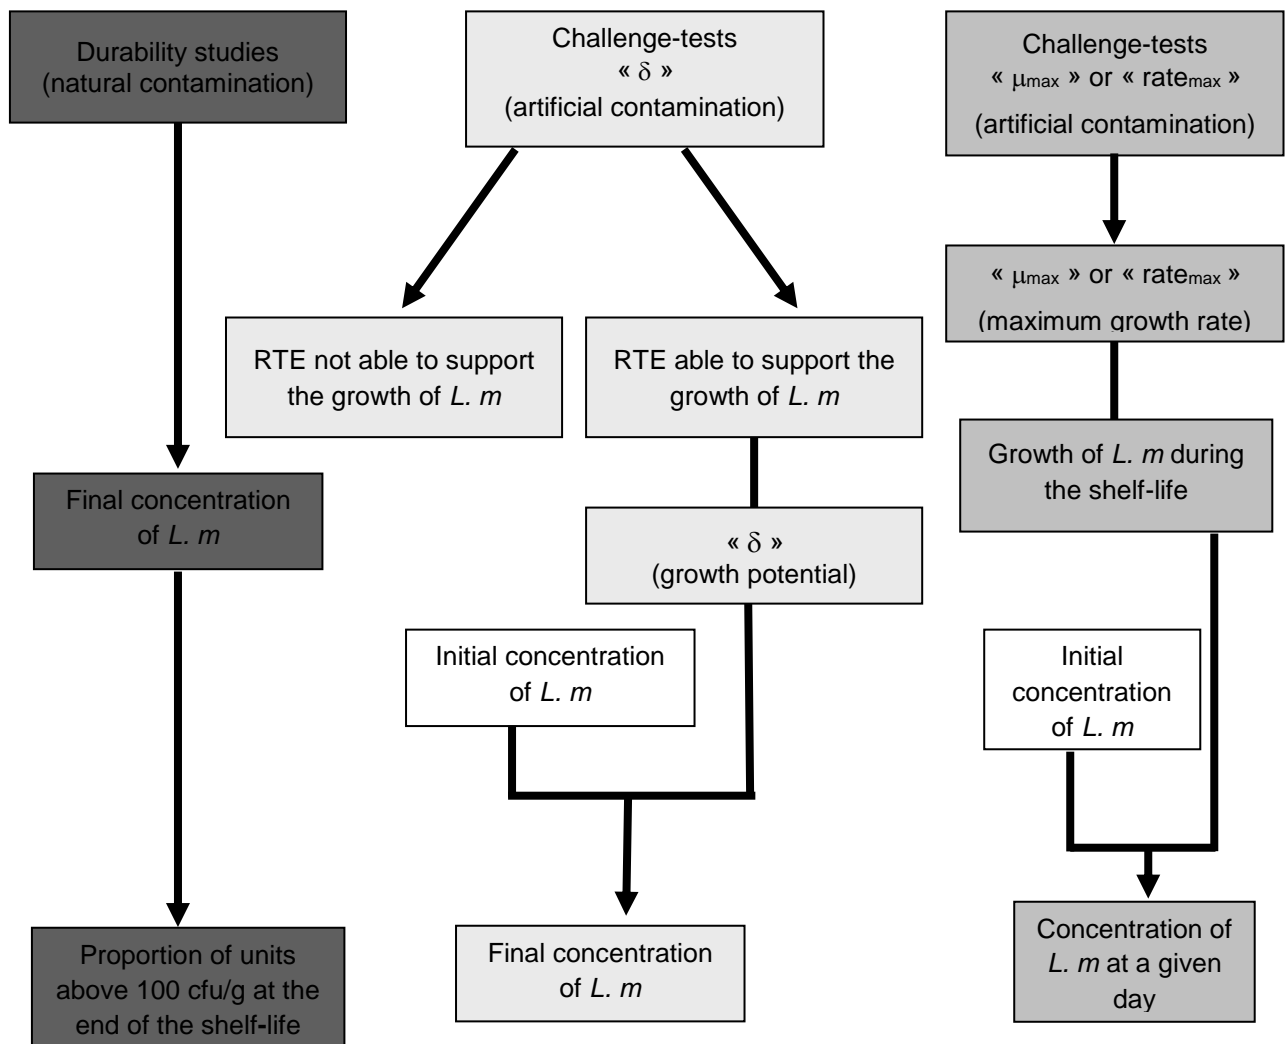 Durability studies
(natural contamination)
Final concentration
of L. m
Proportion of units
above 100 cfu/g at the
end of the shelf-life
Challenge-tests
« δ »
(artificial contamination)
RTE not able to support
the growth of L. m
RTE able to support the
growth of L. m
« δ »
(growth potential)
Initial concentration
of L. m
Final concentration
of L. m
Challenge-tests
« μmax » or « ratemax »
(artificial contamination)
« μmax » or « ratemax »
(maximum growth rate)
Growth of L. m during
the shelf-life
Initial
concentration
of L. m
Concentration of
L. m at a given
day